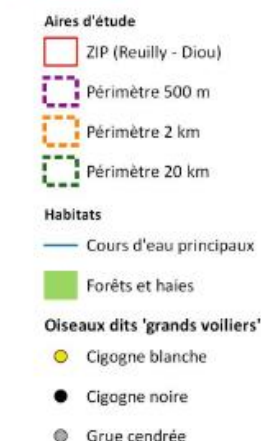 Aires d'étude
ZIP (Reuilly - Diou)
Périmètre 500 m
Périmètre 2 km
Périmètre 20 km
Habitats
Cours d'eau principaux
Forêts et haies
Oiseaux dits 'grands voiliers'
Cigogne blanche
Cigogne noire
Grue cendrée